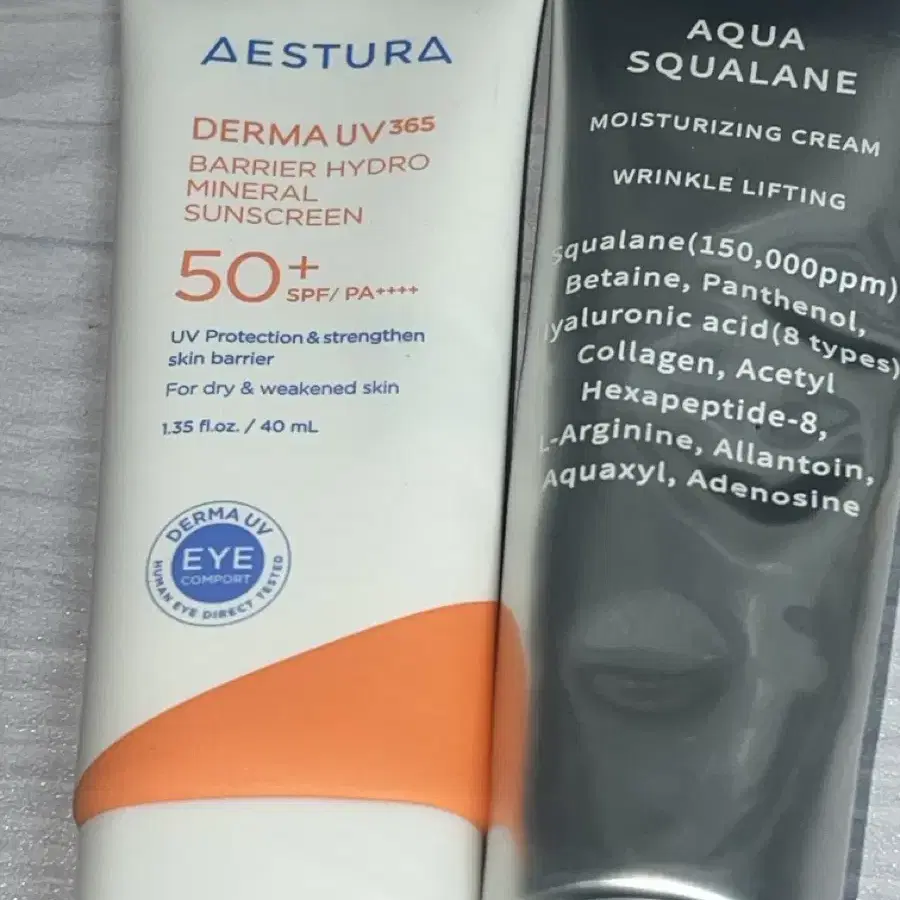 AESTURA
DERMA UV365
BARRIER HYDRO
MINERAL
SUNSCREEN
50+
SPF/ PA++++
UV Protection & strengthen
skin barrier
For dry & weakened skin
1.35 fl.oz. / 40 mL
DERMA UV
EYE
COMFORT
HUMAN EYE DIRECT TESTED
AQUA
SQUALANE
MOISTURIZING CREAM
WRINKLE LIFTING
squalane(150,000ppm)
Betaine, Panthenol,
yaluronic acid(8 types)
Collagen, Acetyl
Hexapeptide-8,
L-Arginine, Allantoin,
Aquaxyl, Adenosine